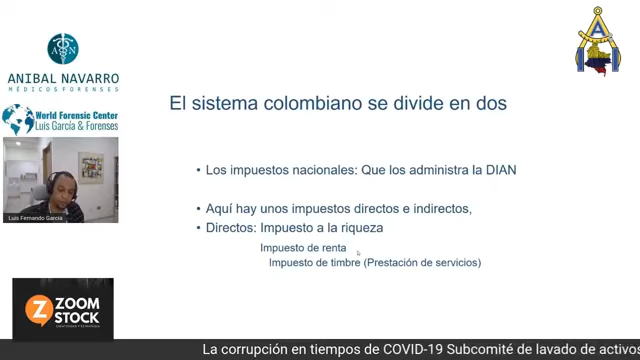 ANIBAL NAVARRO
MÉDICOS FORENSES
World Forensic Center
Luis García & Forenses
Luis Fernando Garcia
ZOOM
STOCK
El sistema colombiano se divide en dos
• Los impuestos nacionales: Que los administra la DIAN
• Aquí hay unos impuestos directos e indirectos,
• Directos: Impuesto a la riqueza
Impuesto de renta
Impuesto de timbre (Prestación de servicios)
La corrupción en tiempos de COVID-19 Subcomité de lavado de activos